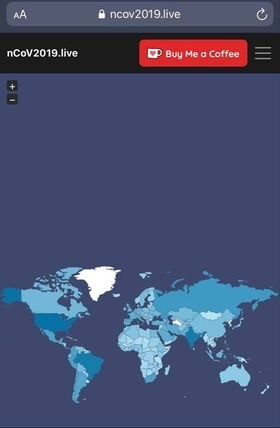 AA
ncov2019.live
nCoV2019.live
Buy Me a Coffee
+
−